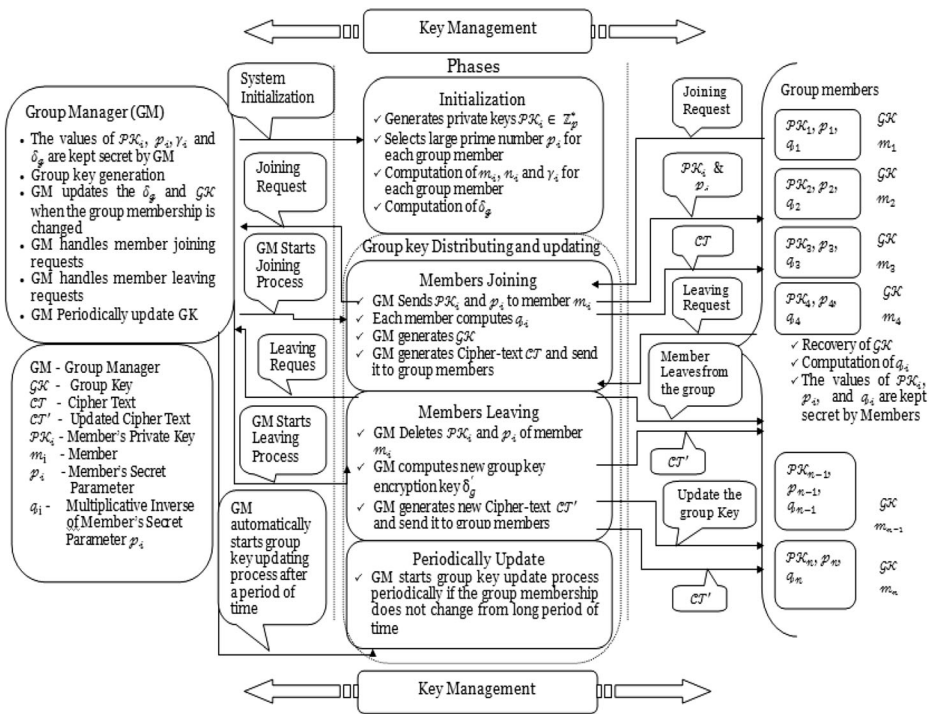 Key Management
Phases
System
Initialization
Group Manager (GM)
• The values of 𝒫𝒦ᵢ, 𝓅ᵢ, γᵢ and
δ𝓰 are kept secret by GM
• Group key generation
• GM updates the δ𝓰 and 𝒢𝒦
when the group membership is
changed
• GM handles member joining
requests
• GM handles member leaving
requests
• GM Periodically update GK
GM - Group Manager
𝒢𝒦 - Group Key
𝒞𝒯 - Cipher Text
𝒞𝒯′ - Updated Cipher Text
𝒫𝒦ᵢ - Member's Private Key
𝓂ᵢ - Member
𝓅ᵢ - Member's Secret
Parameter
𝓆ᵢ - Multiplicative Inverse
of Member's Secret
Parameter 𝓅ᵢ
Joining
Request
GM Starts
Joining
Process
Leaving
Reques
GM Starts
Leaving
Process
GM
automatically
starts group
key updating
process after
a period of
time
Initialization
✓ Generates private keys 𝒫𝒦ᵢ ∈ ℤ*ₚ
✓ Selects large prime number 𝓅ᵢ for
each group member
✓ Computation of 𝓂ᵢ, 𝓃ᵢ and γᵢ for
each group member
✓ Computation of δ𝓰
Group key Distributing and updating
Members Joining
✓ GM Sends 𝒫𝒦ᵢ and 𝓅ᵢ to member 𝓂ᵢ
✓ Each member computes 𝓆ᵢ
✓ GM generates 𝒢𝒦
✓ GM generates Cipher-text 𝒞𝒯 and send
it to group members
Members Leaving
✓ GM Deletes 𝒫𝒦ᵢ and 𝓅ᵢ of member
𝓂ᵢ
✓ GM computes new group key
encryption key δ′g
✓ GM generates new Cipher-text 𝒞𝒯′
and send it to group members
Periodically Update
✓ GM starts group key update process
periodically if the group membership
does not change from long period of
time
Joining
Request
𝒫𝒦ᵢ &
𝓅ᵢ
𝒞𝒯
Leaving
Request
Member
Leaves from
the group
𝒞𝒯′
Update the
group Key
𝒞𝒯′
Group members
𝒫𝒦₁, 𝓅₁,
𝓆₁
𝒢𝒦
𝓂₁
𝒫𝒦₂, 𝓅₂,
𝓆₂
𝒢𝒦
𝓂₂
𝒫𝒦₃, 𝓅₃,
𝓆₃
𝒢𝒦
𝓂₃
𝒫𝒦₄, 𝓅₄,
𝓆₄
𝒢𝒦
𝓂₄
✓ Recovery of 𝒢𝒦
✓ Computation of 𝓆ᵢ
✓ The values of 𝒫𝒦ᵢ,
𝓅ᵢ, and 𝓆ᵢ are kept
secret by Members
𝒫𝒦ₙ₋₁,
𝓅ₙ₋₁,
𝓆ₙ₋₁
𝒢𝒦
𝓂ₙ₋₁
𝒫𝒦ₙ, 𝓅ₙ,
𝓆ₙ
𝒢𝒦
𝓂ₙ
Key Management